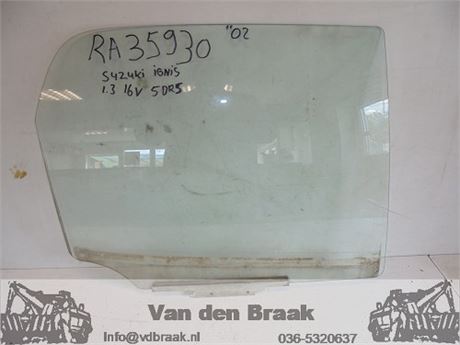 RA35930 "02
SUZUKI IGNIS
1.3 16V 5DRS
Van den Braak
Info@vdbraak.nl 036-5320637